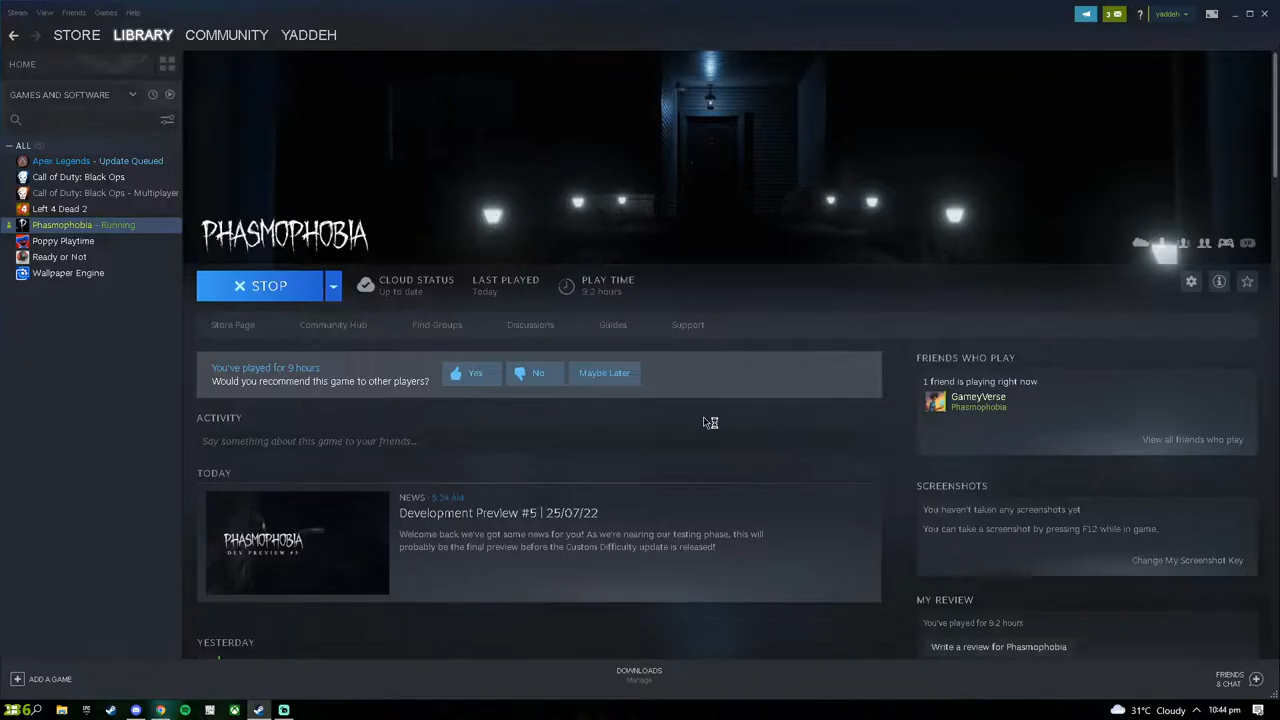 Steam View Friends Games Help
3 ? yaddeh
STORE LIBRARY COMMUNITY YADDEH
HOME
GAMES AND SOFTWARE
ALL
Apex Legends - Update Queued
Call of Duty: Black Ops
Call of Duty: Black Ops - Multiplayer
Left 4 Dead 2
Phasmophobia - Running
Poppy Playtime
Ready or Not
Wallpaper Engine
PHASMOPHOBIA
STOP
CLOUD STATUS
Up to date
LAST PLAYED
Today
PLAY TIME
9.2 hours
Store Page Community Hub Find Groups Discussions Guides Support
You've played for 9 hours
Would you recommend this game to other players?
Yes No Maybe Later
ACTIVITY
Say something about this game to your friends...
TODAY
PHASMOPHOBIA
DEV PREVIEW #5
NEWS - 5:34 AM
Development Preview #5 | 25/07/22
Welcome back we've got some news for you! As we're nearing our testing phase, this will
probably be the final preview before the Custom Difficulty update is released!
YESTERDAY
FRIENDS WHO PLAY
1 friend is playing right now
GameyVerse
Phasmophobia
View all friends who play
SCREENSHOTS
You haven't taken any screenshots yet
You can take a screenshot by pressing F12 while in game.
Change My Screenshot Key
MY REVIEW
You've played for 9.2 hours
Write a review for Phasmophobia
ADD A GAME
DOWNLOADS
Manage
FRIENDS
& CHAT
31°C Cloudy 10:44 pm